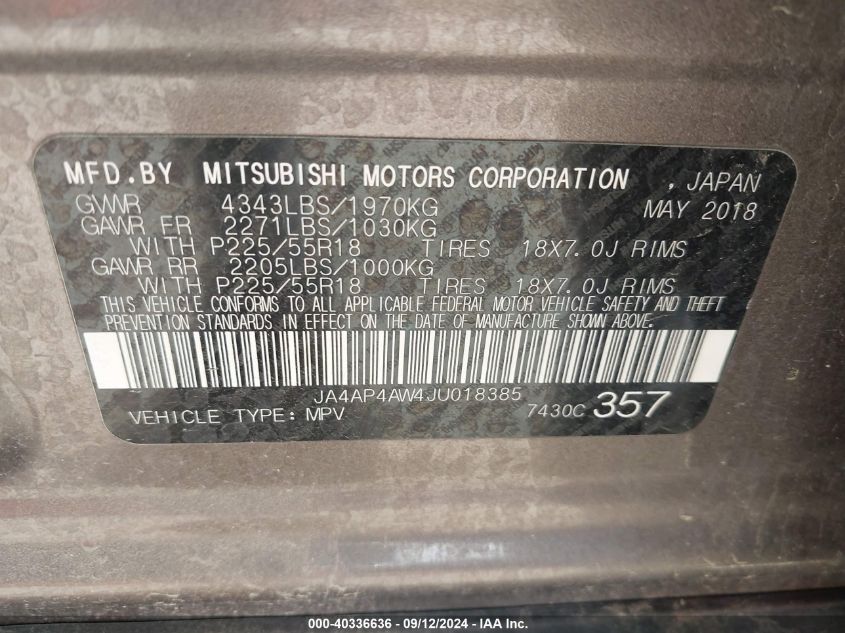 MFD.BY MITSUBISHI MOTORS CORPORATION , JAPAN
GVWR 4343LBS/1970KG MAY 2018
GAWR FR 2271LBS/1030KG
WITH P225/55R18 TIRES 18X7.0J RIMS
GAWR RR 2205LBS/1000KG
WITH P225/55R18 TIRES 18X7.0J RIMS
THIS VEHICLE CONFORMS TO ALL APPLICABLE FEDERAL MOTOR VEHICLE SAFETY AND THEFT
PREVENTION STANDARDS IN EFFECT ON THE DATE OF MANUFACTURE SHOWN ABOVE.
JA4AP4AW4JU018385
VEHICLE TYPE: MPV 7430C 357
000-40336636 - 09/12/2024 - IAA Inc.